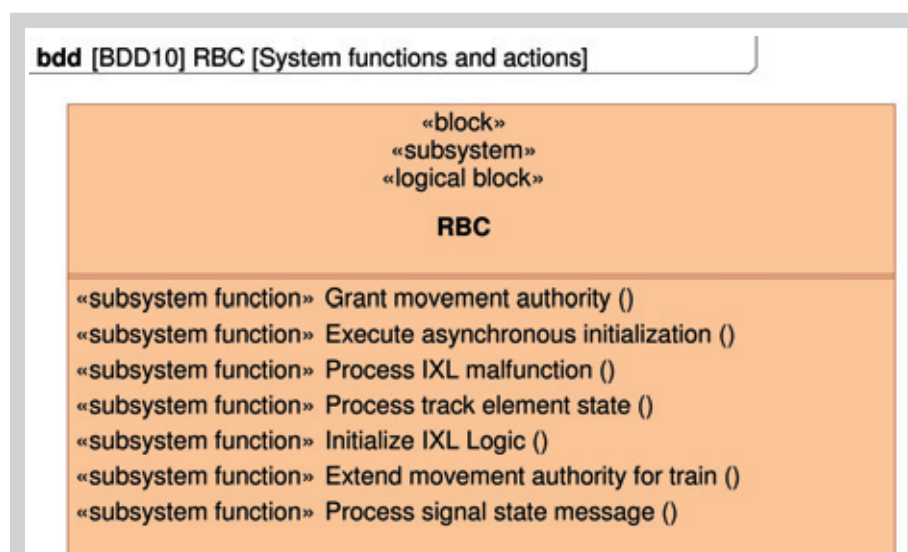 bdd [BDD10] RBC [System functions and actions]
«block»
«subsystem»
«logical block»
RBC
«subsystem function» Grant movement authority ()
«subsystem function» Execute asynchronous initialization ()
«subsystem function» Process IXL malfunction ()
«subsystem function» Process track element state ()
«subsystem function» Initialize IXL Logic ()
«subsystem function» Extend movement authority for train ()
«subsystem function» Process signal state message ()